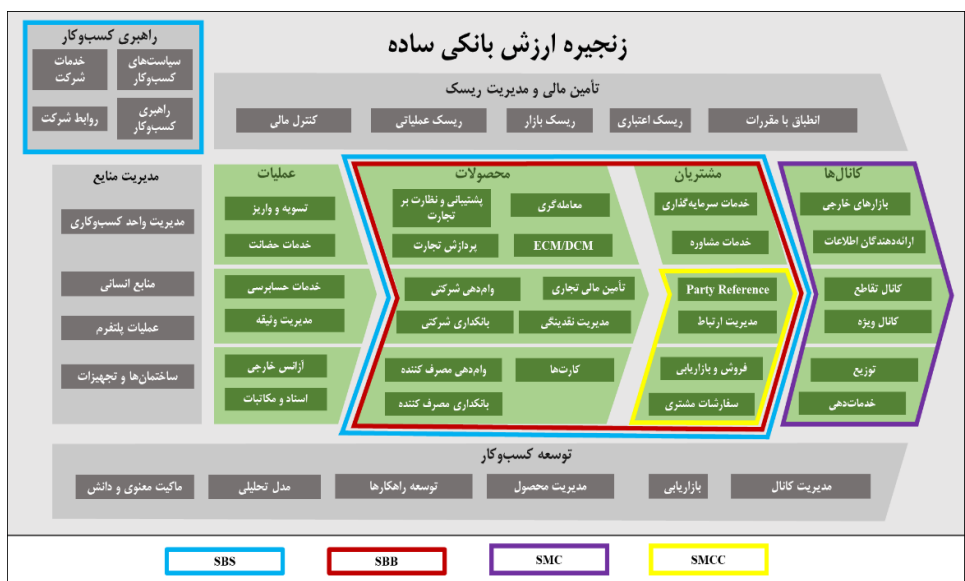 زنجیره ارزش بانکی ساده
راهبری کسب‌وکار
سیاست‌های
کسب‌وکار
خدمات
شرکت
راهبری
کسب‌وکار
روابط شرکت
تأمین مالی و مدیریت ریسک
انطباق با مقررات
ریسک اعتباری
ریسک بازار
ریسک عملیاتی
کنترل مالی
کانال‌ها
بازارهای خارجی
ارائه‌دهندگان اطلاعات
کانال تقاطع
کانال ویژه
توزیع
خدمات‌دهی
مشتریان
خدمات سرمایه‌گذاری
خدمات مشاوره
Party Reference
مدیریت ارتباط
فروش و بازاریابی
سفارشات مشتری
محصولات
معامله‌گری
پشتیبانی و نظارت بر
تجارت
ECM/DCM
پردازش تجارت
تأمین مالی تجاری
وام‌دهی شرکتی
مدیریت نقدینگی
بانکداری شرکتی
کارت‌ها
وام‌دهی مصرف کننده
بانکداری مصرف کننده
عملیات
تسویه و واریز
خدمات حضانت
خدمات حسابرسی
مدیریت وثیقه
آژانس خارجی
اسناد و مکاتبات
مدیریت منابع
مدیریت واحد کسب‌وکاری
منابع انسانی
عملیات پلتفرم
ساختمان‌ها و تجهیزات
توسعه کسب‌وکار
مدیریت کانال
بازاریابی
مدیریت محصول
توسعه راهکارها
مدل تحلیلی
ماکیت معنوی و دانش
SBS
SBB
SMC
SMCC